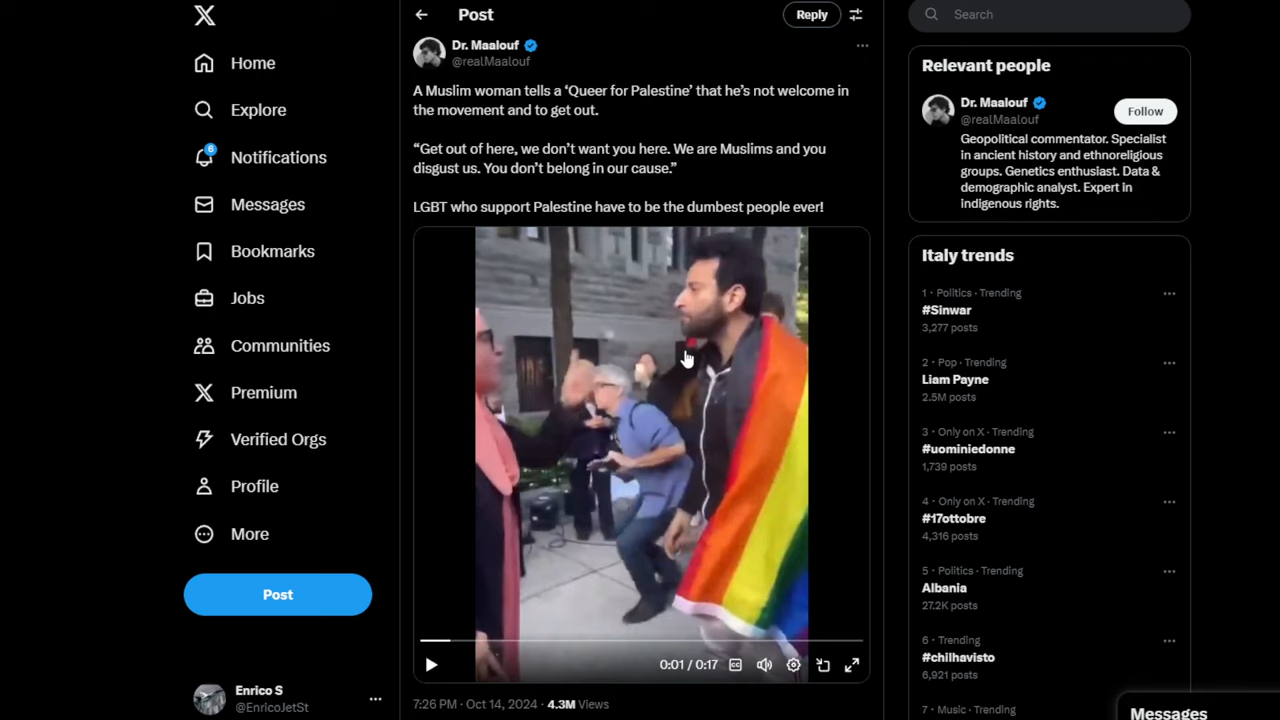 Home
Explore
6
Notifications
Messages
Bookmarks
Jobs
Communities
Premium
Verified Orgs
Profile
More
Post
Enrico S
@EnricoJetSt
Post
Reply
Dr. Maalouf
@realMaalouf
A Muslim woman tells a ‘Queer for Palestine’ that he’s not welcome in
the movement and to get out.
“Get out of here, we don’t want you here. We are Muslims and you
disgust us. You don’t belong in our cause.”
LGBT who support Palestine have to be the dumbest people ever!
0:01 / 0:17
CC
7:26 PM · Oct 14, 2024 · 4.3M Views
Search
Relevant people
Dr. Maalouf
@realMaalouf
Follow
Geopolitical commentator. Specialist
in ancient history and ethnoreligious
groups. Genetics enthusiast. Data &
demographic analyst. Expert in
indigenous rights.
Italy trends
1 · Politics · Trending
#Sinwar
3,277 posts
2 · Pop · Trending
Liam Payne
2.5M posts
3 · Only on X · Trending
#uominiedonne
1,739 posts
4 · Only on X · Trending
#17ottobre
4,316 posts
5 · Politics · Trending
Albania
27.2K posts
6 · Trending
#chilhavisto
6,921 posts
7 · Music · Trending
Messages